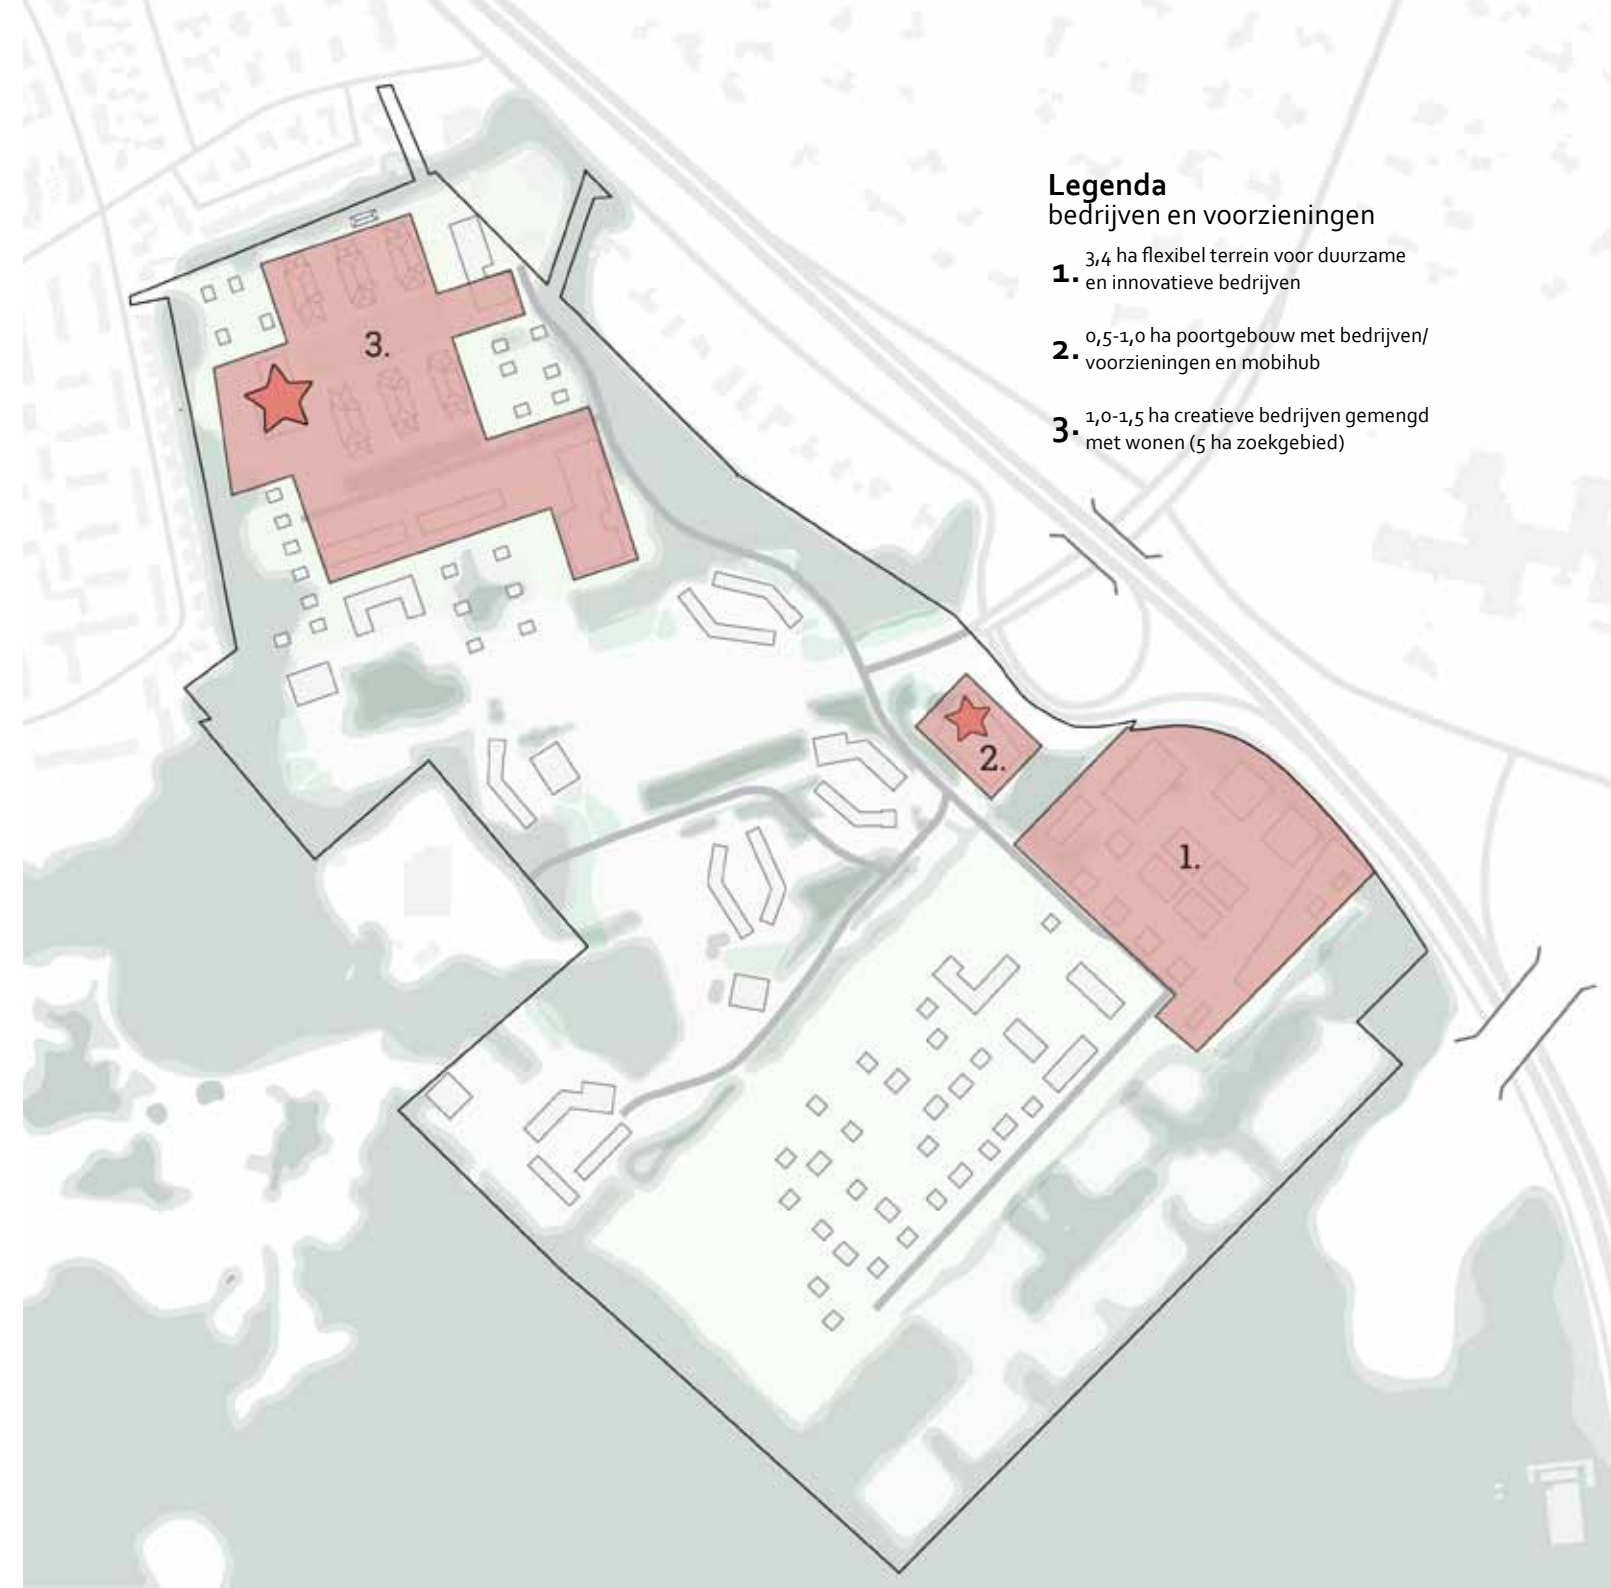 Legenda
bedrijven en voorzieningen
1. 3,4 ha flexibel terrein voor duurzame
en innovatieve bedrijven
2. 0,5-1,0 ha poortgebouw met bedrijven/
voorzieningen en mobihub
3. 1,0-1,5 ha creatieve bedrijven gemengd
met wonen (5 ha zoekgebied)
3.
2.
1.